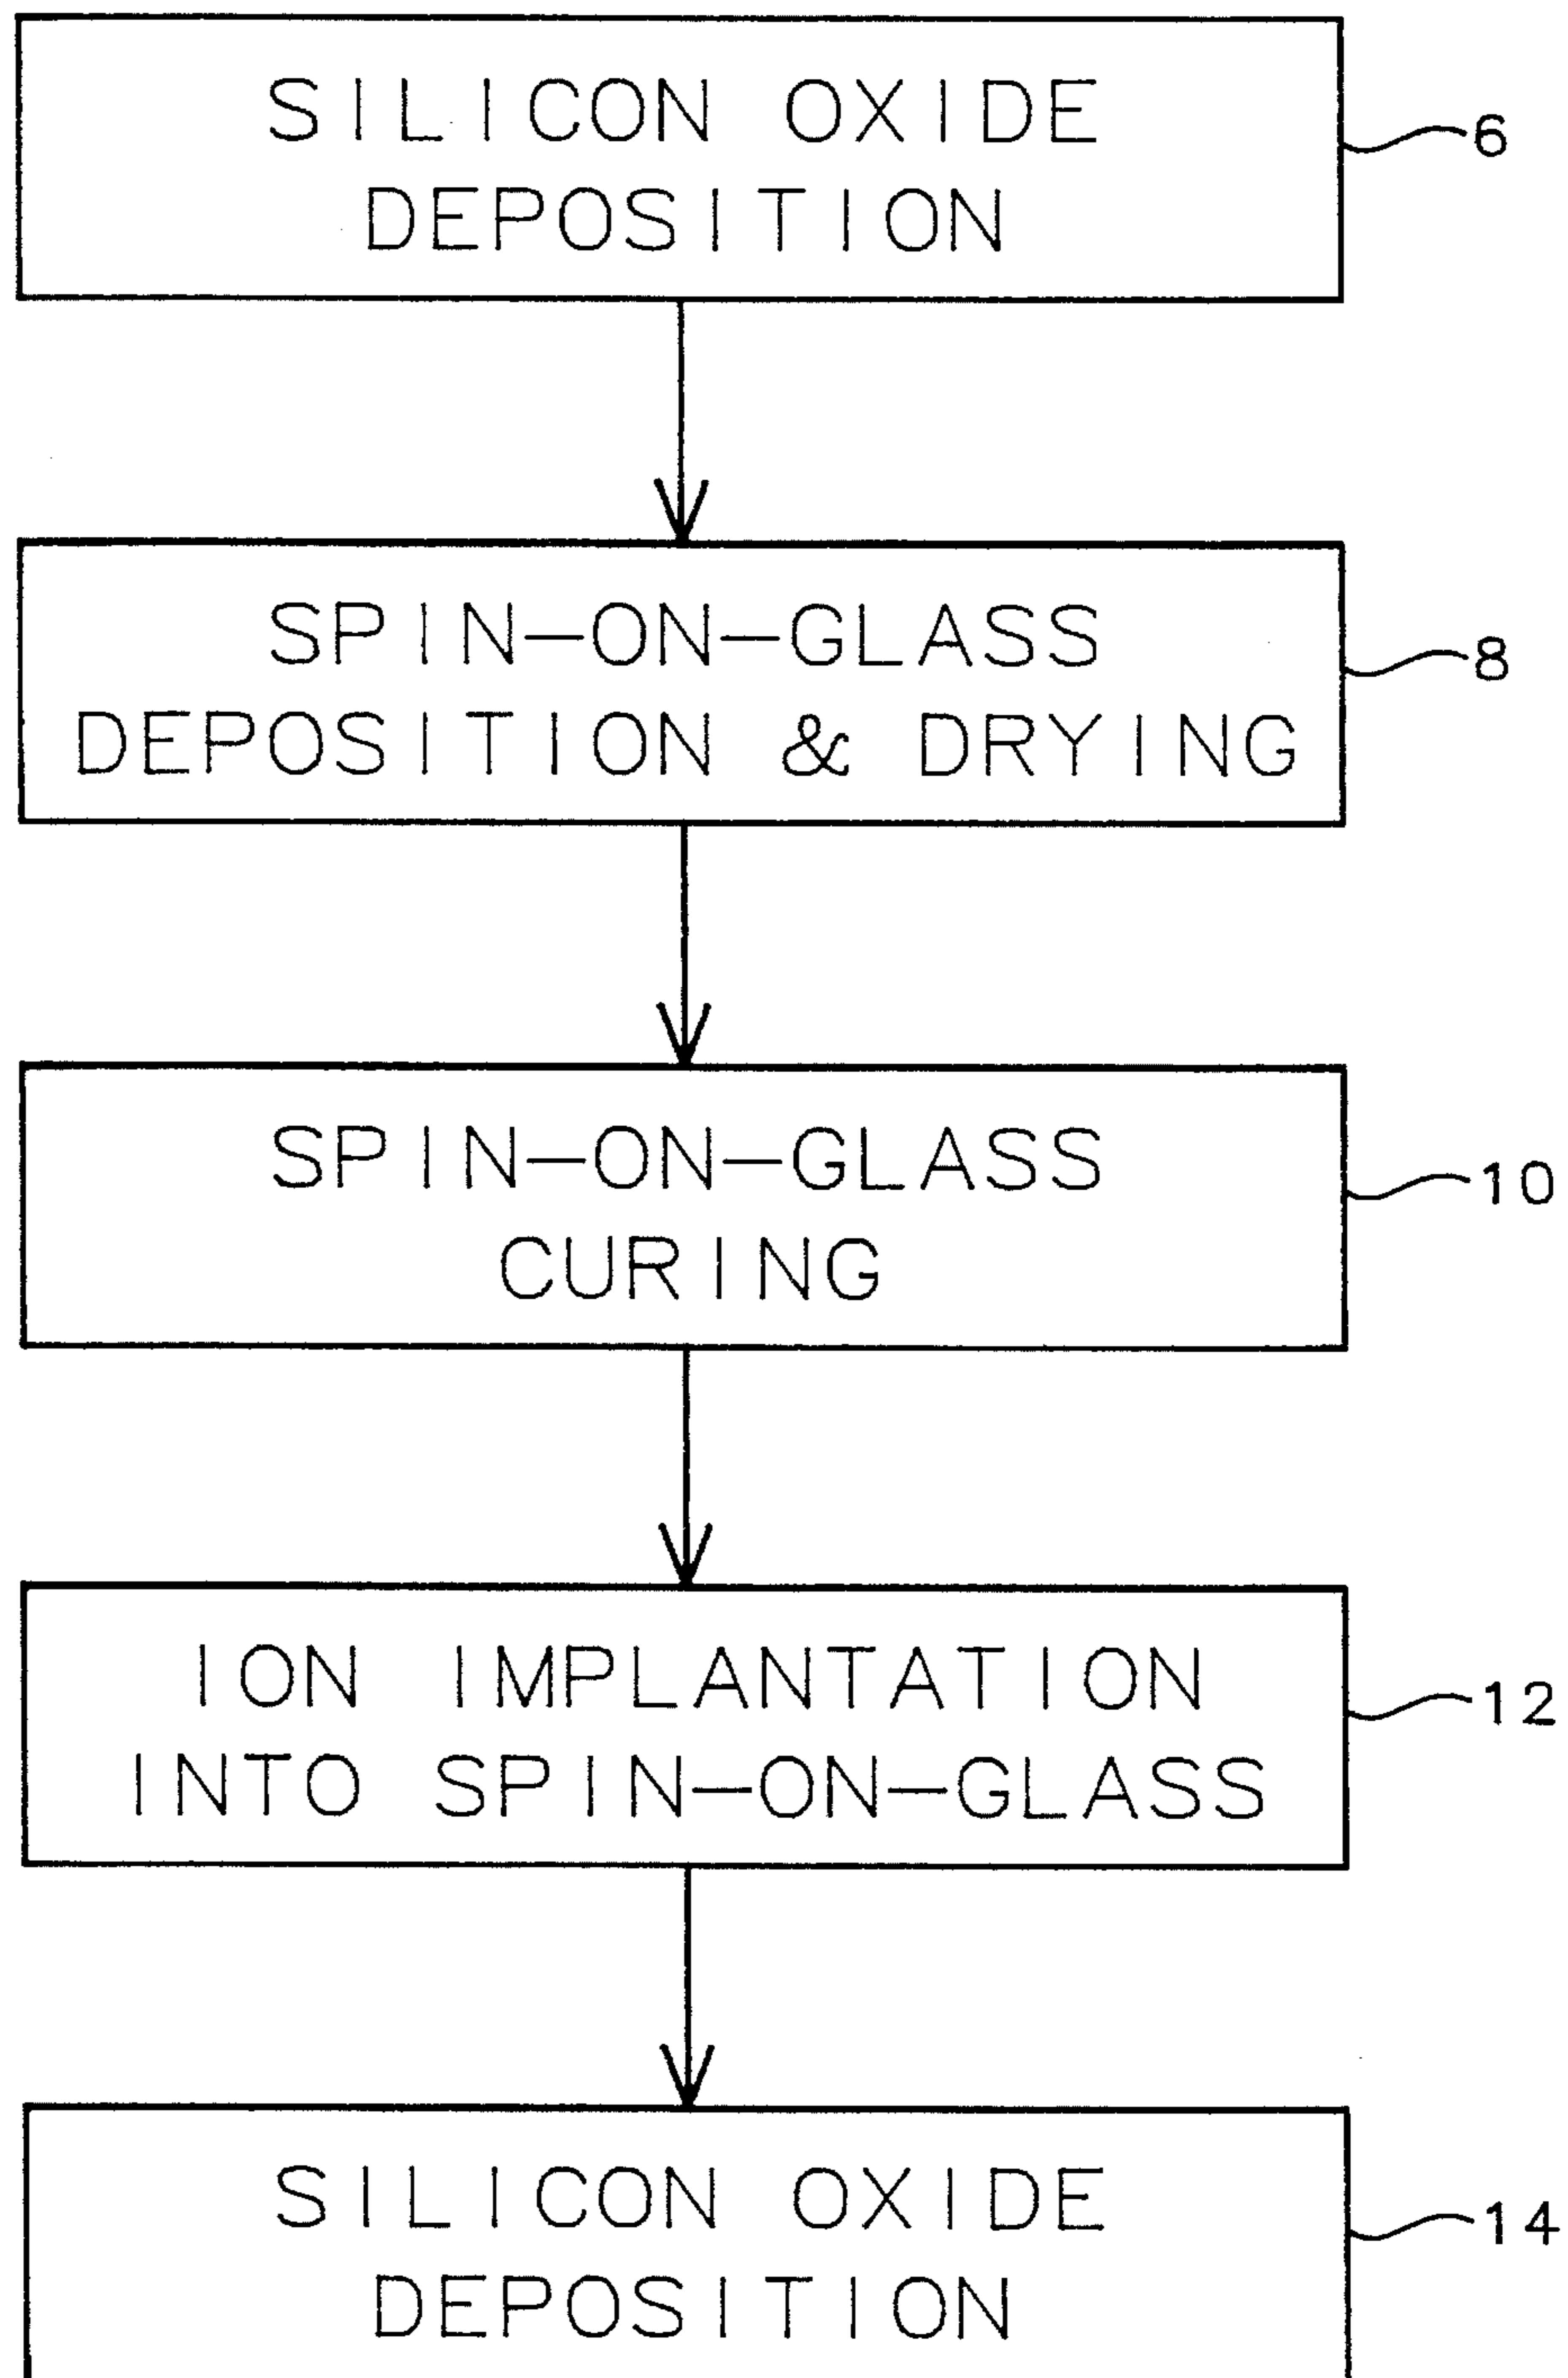 SILICON OXIDE
DEPOSITION
6
SPIN-ON-GLASS
DEPOSITION & DRYING
8
SPIN-ON-GLASS
CURING
10
ION IMPLANTATION
INTO SPIN-ON-GLASS
12
SILICON OXIDE
DEPOSITION
14